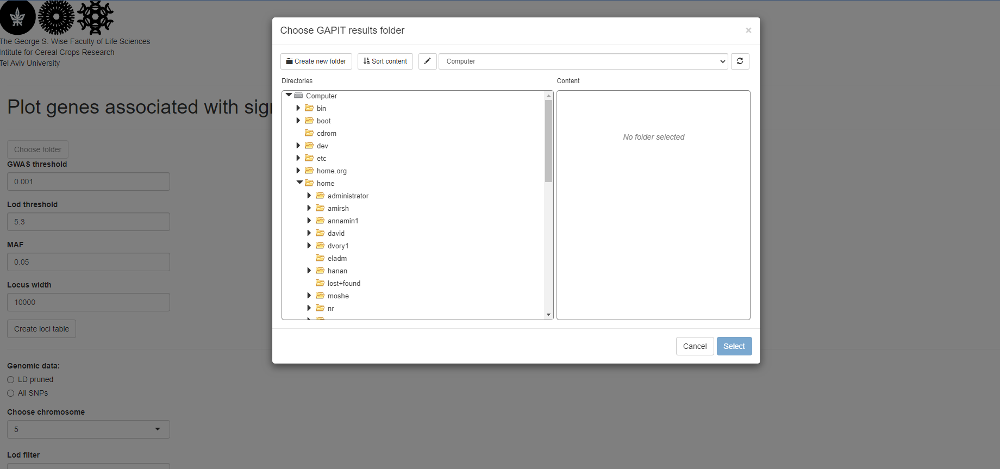 The George S. Wise Faculty of Life Sciences
Intitute for Cereal Crops Research
Tel Aviv University
Plot genes associated with sig
Choose folder
GWAS threshold
0.001
Lod threshold
5.3
MAF
0.05
Locus width
10000
Create loci table
Genomic data:
LD pruned
All SNPs
Choose chromosome
5
Lod filter
Choose GAPIT results folder
×
Create new folder
Sort content
Computer
Directories
Content
Computer
bin
boot
cdrom
dev
etc
home.org
home
administrator
amirsh
annamin1
david
dvory1
eladm
hanan
lost+found
moshe
nr
No folder selected
Cancel
Select